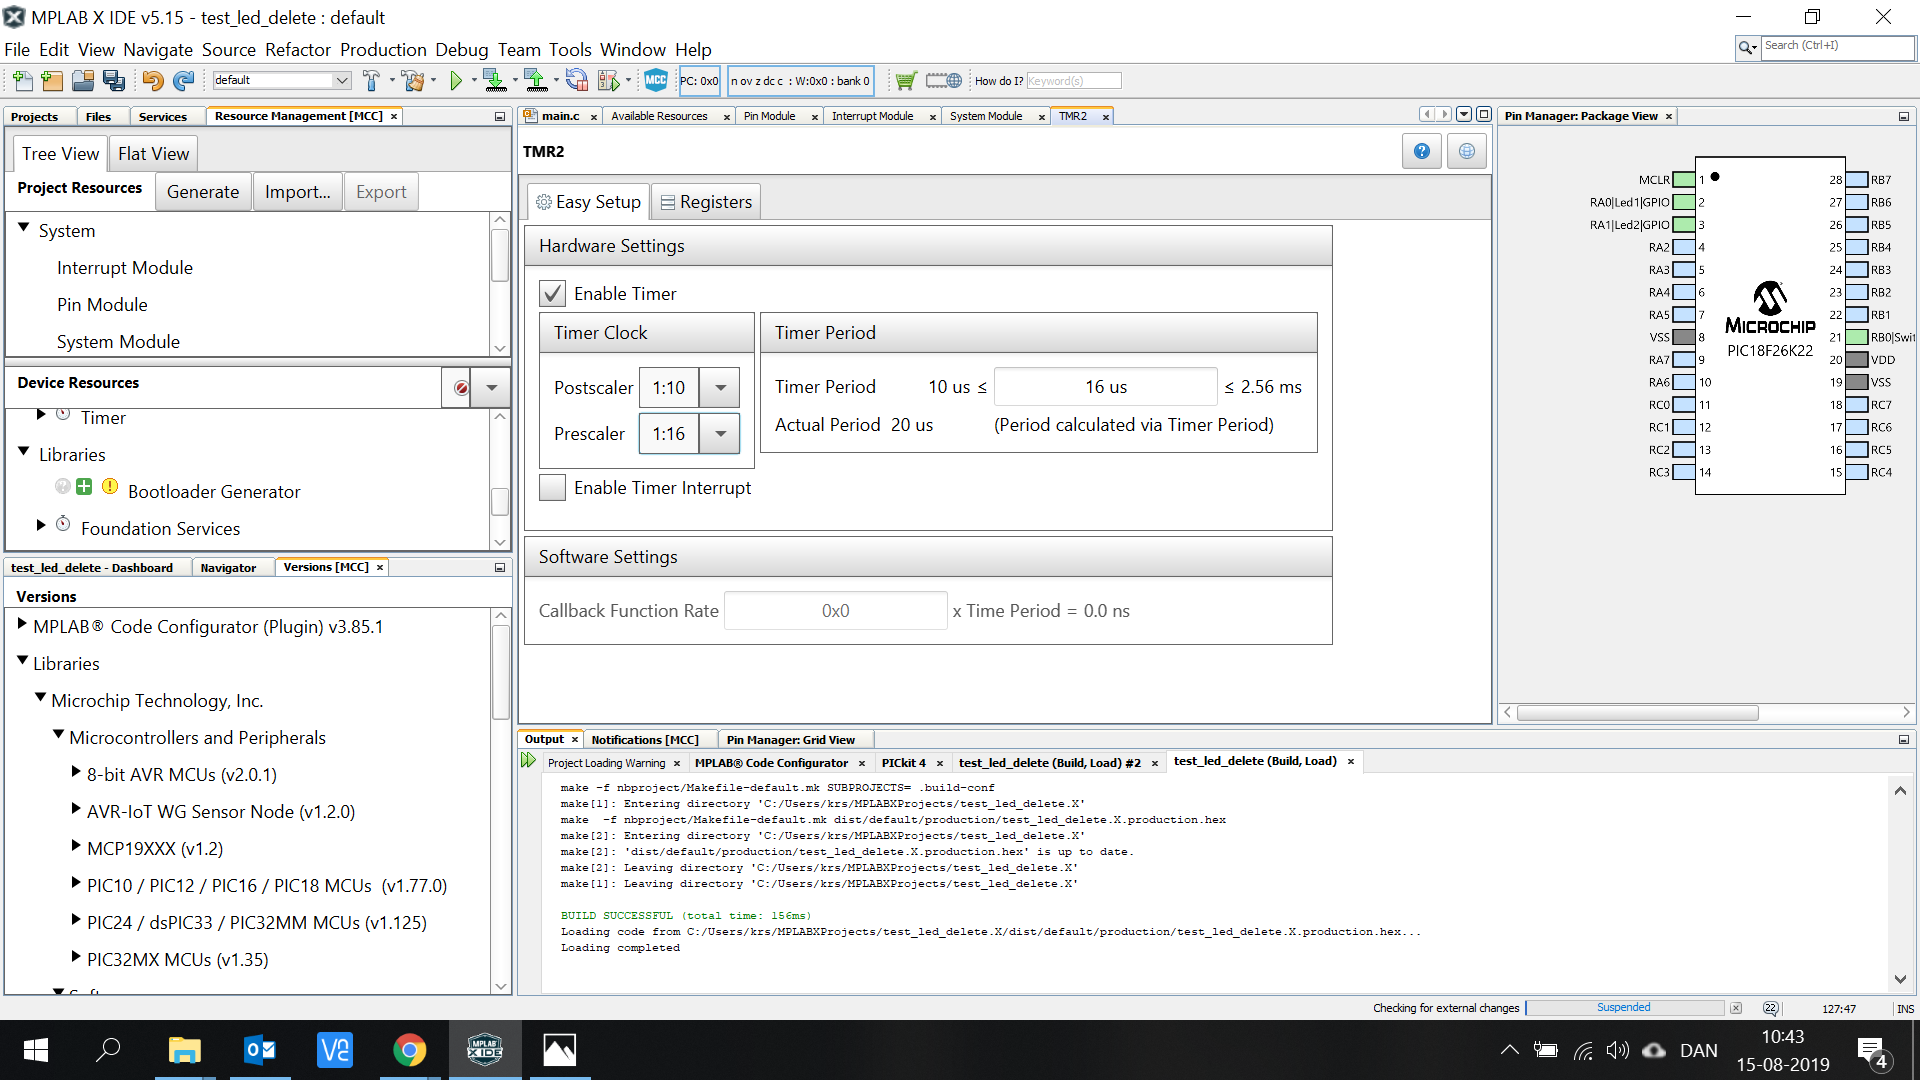 MPLAB X IDE v5.15 - test_led_delete : default
File Edit View Navigate Source Refactor Production Debug Team Tools Window Help
Search (Ctrl+I)
default
MCC
PC: 0x0
n ov z dc c : W:0x0 : bank 0
How do I? Keyword(s)
Projects Files Services Resource Management [MCC] ×
Tree View Flat View
Project Resources Generate Import... Export
System
Interrupt Module
Pin Module
System Module
Device Resources
Timer
Libraries
Bootloader Generator
Foundation Services
test_led_delete - Dashboard Navigator Versions [MCC] ×
Versions
MPLAB® Code Configurator (Plugin) v3.85.1
Libraries
Microchip Technology, Inc.
Microcontrollers and Peripherals
8-bit AVR MCUs (v2.0.1)
AVR-IoT WG Sensor Node (v1.2.0)
MCP19XXX (v1.2)
PIC10 / PIC12 / PIC16 / PIC18 MCUs (v1.77.0)
PIC24 / dsPIC33 / PIC32MM MCUs (v1.125)
PIC32MX MCUs (v1.35)
main.c × Available Resources × Pin Module × Interrupt Module × System Module × TMR2 ×
TMR2
Easy Setup Registers
Hardware Settings
Enable Timer
Timer Clock
Postscaler 1:10
Prescaler 1:16
Timer Period
Timer Period 10 us ≤ 16 us ≤ 2.56 ms
Actual Period 20 us (Period calculated via Timer Period)
Enable Timer Interrupt
Software Settings
Callback Function Rate 0x0 x Time Period = 0.0 ns
Pin Manager: Package View ×
MCLR 1 28 RB7
RA0|Led1|GPIO 2 27 RB6
RA1|Led2|GPIO 3 26 RB5
RA2 4 25 RB4
RA3 5 24 RB3
RA4 6 23 RB2
RA5 7 22 RB1
VSS 8 21 RB0|Swit
RA7 9 20 VDD
RA6 10 19 VSS
RC0 11 18 RC7
RC1 12 17 RC6
RC2 13 16 RC5
RC3 14 15 RC4
MICROCHIP
PIC18F26K22
Output × Notifications [MCC] Pin Manager: Grid View
Project Loading Warning × MPLAB® Code Configurator × PICkit 4 × test_led_delete (Build, Load) #2 × test_led_delete (Build, Load) ×
make -f nbproject/Makefile-default.mk SUBPROJECTS= .build-conf
make[1]: Entering directory 'C:/Users/krs/MPLABXProjects/test_led_delete.X'
make  -f nbproject/Makefile-default.mk dist/default/production/test_led_delete.X.production.hex
make[2]: Entering directory 'C:/Users/krs/MPLABXProjects/test_led_delete.X'
make[2]: 'dist/default/production/test_led_delete.X.production.hex' is up to date.
make[2]: Leaving directory 'C:/Users/krs/MPLABXProjects/test_led_delete.X'
make[1]: Leaving directory 'C:/Users/krs/MPLABXProjects/test_led_delete.X'
BUILD SUCCESSFUL (total time: 156ms)
Loading code from C:/Users/krs/MPLABXProjects/test_led_delete.X/dist/default/production/test_led_delete.X.production.hex...
Loading completed
Checking for external changes Suspended 22 127:47 INS
MPLAB X IDE
DAN
10:43
15-08-2019
4